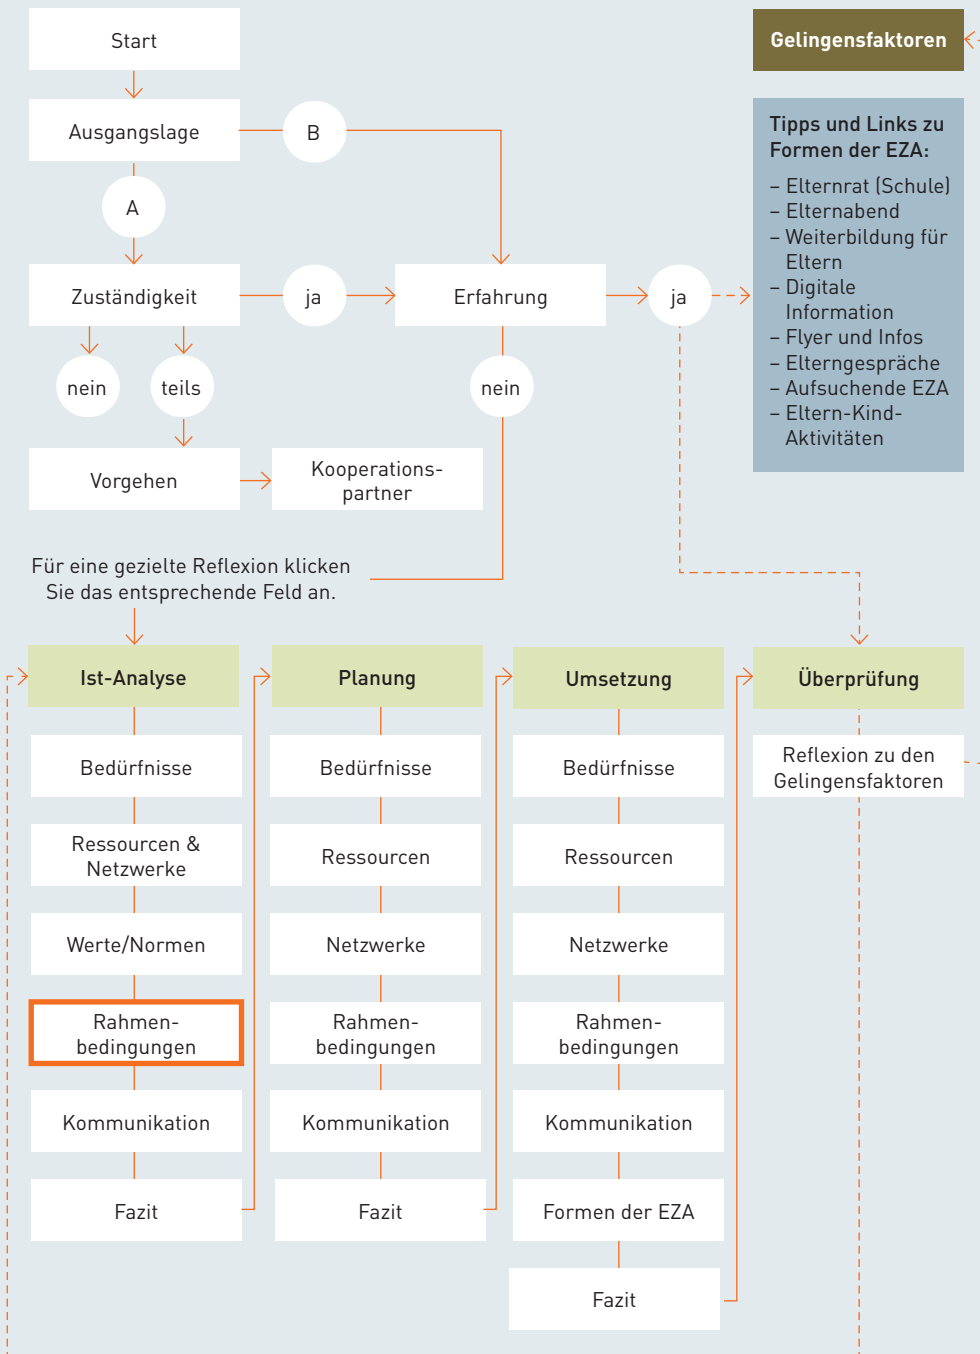 Start
Gelingensfaktoren
Ausgangslage
B
A
Tipps und Links zu
Formen der EZA:
– Elternrat (Schule)
– Elternabend
– Weiterbildung für
Eltern
– Digitale
Information
– Flyer und Infos
– Elterngespräche
– Aufsuchende EZA
– Eltern-Kind-
Aktivitäten
Zuständigkeit
ja
Erfahrung
ja
nein
teils
nein
Vorgehen
Kooperations-
partner
Für eine gezielte Reflexion klicken
Sie das entsprechende Feld an.
Ist-Analyse
Bedürfnisse
Ressourcen &
Netzwerke
Werte/Normen
Rahmen-
bedingungen
Kommunikation
Fazit
Planung
Bedürfnisse
Ressourcen
Netzwerke
Rahmen-
bedingungen
Kommunikation
Fazit
Umsetzung
Bedürfnisse
Ressourcen
Netzwerke
Rahmen-
bedingungen
Kommunikation
Formen der EZA
Fazit
Überprüfung
Reflexion zu den
Gelingensfaktoren